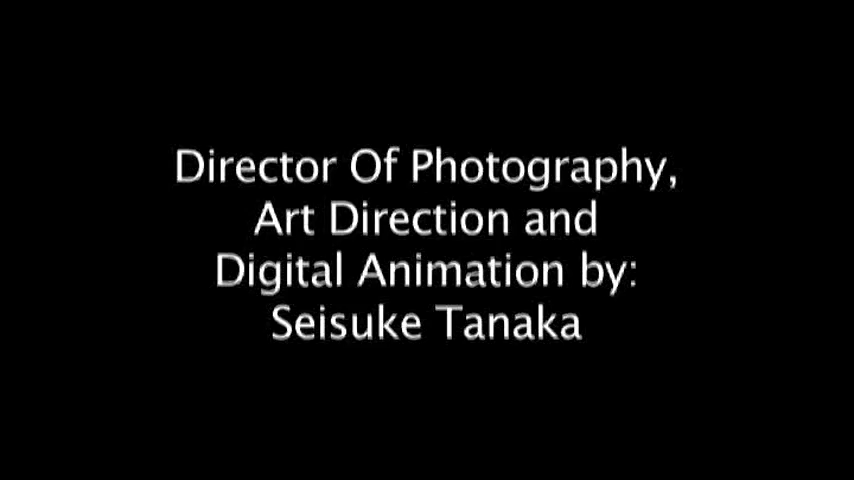 Director Of Photography,
Art Direction and
Digital Animation by:
Seisuke Tanaka